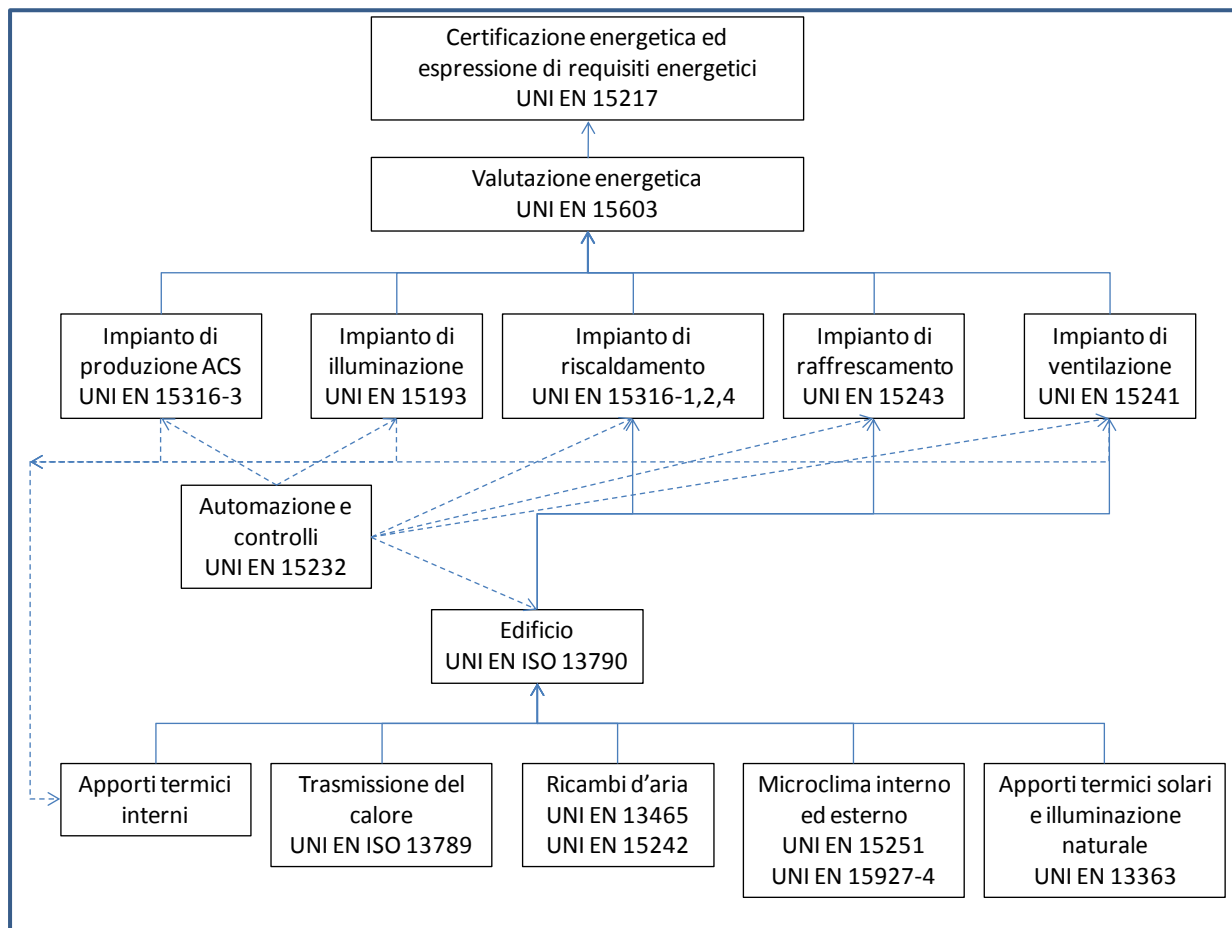 Certificazione energetica ed
espressione di requisiti energetici
UNI EN 15217
Valutazione energetica
UNI EN 15603
Impianto di
produzione ACS
UNI EN 15316-3
Impianto di
illuminazione
UNI EN 15193
Impianto di
riscaldamento
UNI EN 15316-1,2,4
Impianto di
raffrescamento
UNI EN 15243
Impianto di
ventilazione
UNI EN 15241
Automazione e
controlli
UNI EN 15232
Edificio
UNI EN ISO 13790
Apporti termici
interni
Trasmissione del
calore
UNI EN ISO 13789
Ricambi d’aria
UNI EN 13465
UNI EN 15242
Microclima interno
ed esterno
UNI EN 15251
UNI EN 15927-4
Apporti termici solari
e illuminazione
naturale
UNI EN 13363